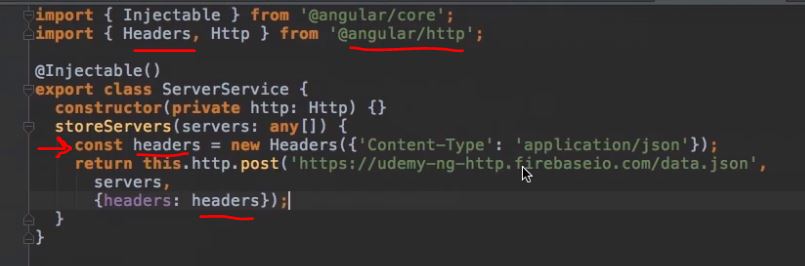 import { Injectable } from '@angular/core';
import { Headers, Http } from '@angular/http';
@Injectable()
export class ServerService {
constructor(private http: Http) {}
storeServers(servers: any[]) {
const headers = new Headers({'Content-Type': 'application/json'});
return this.http.post('https://udemy-ng-http.firebaseio.com/data.json',
servers,
{headers: headers});
}
}